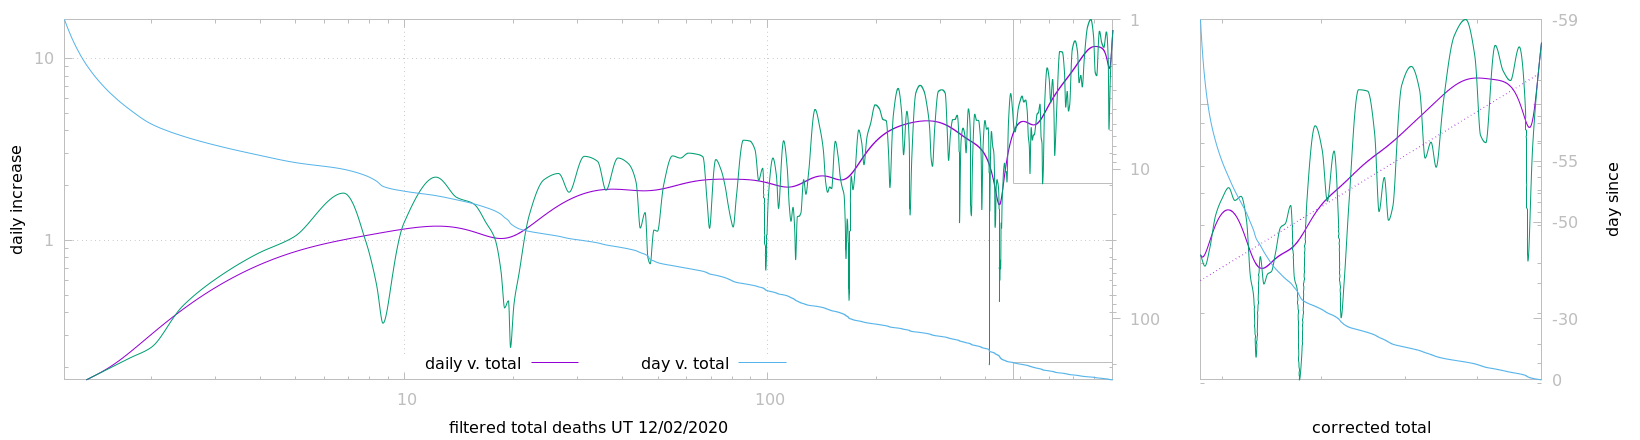 daily increase
10
1
10
100
1
10
100
daily v. total
day v. total
filtered total deaths UT 12/02/2020
-59
-55
-50
-30
0
day since
corrected total